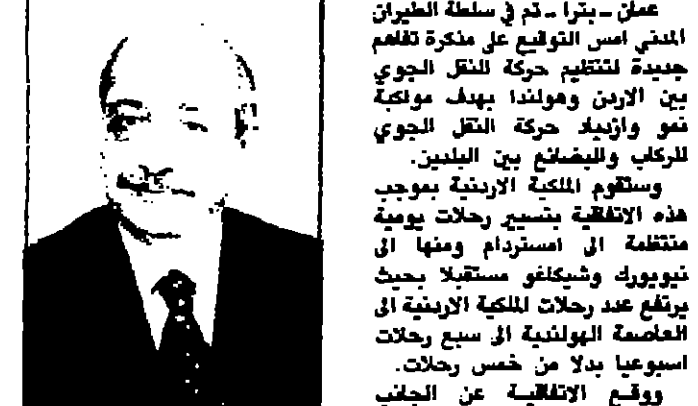 عمان ـ بترا ـ تم في سلطة الطيران
المدني امس التوقيع على مذكرة تفاهم
جديدة لتنظيم حركة النقل الجوي
بين الاردن وهولندا بهدف مواكبة
نمو وازدياد حركة النقل الجوي
للركاب والبضائع بين البلدين.
وستقوم الملكية الاردنية بموجب
هذه الاتفاقية بتسيير رحلات يومية
منتظمة الى امستردام ومنها الى
نيويورك وشيكاغو مستقبلا بحيث
يرتفع عدد رحلات الملكية الاردنية الى
العاصمة الهولندية الى سبع رحلات
اسبوعيا بدلا من خمس رحلات.
ووقع الاتفاقية عن الجانب